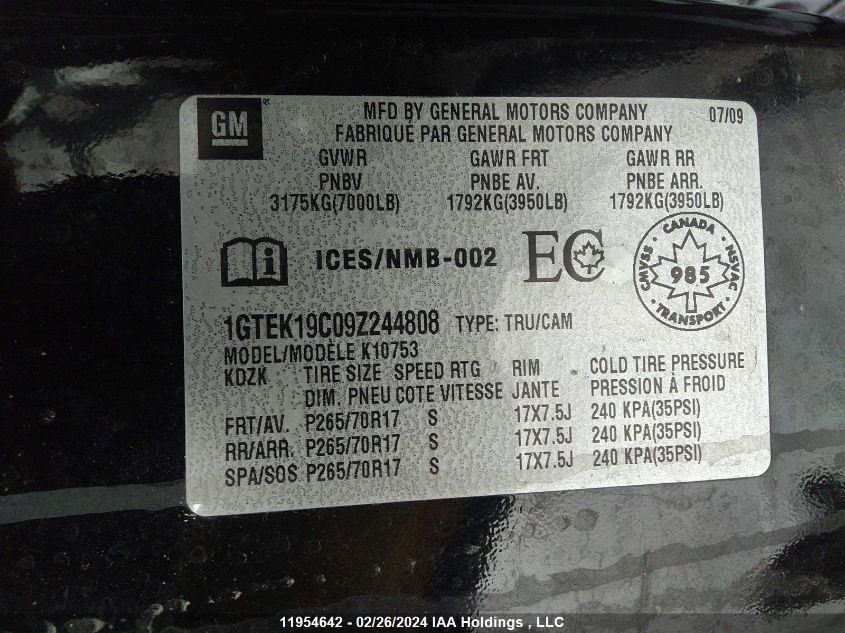 GM
MFD BY GENERAL MOTORS COMPANY 07/09
FABRIQUÉ PAR GENERAL MOTORS COMPANY
GVWR GAWR FRT GAWR RR
PNBV PNBE AV. PNBE ARR.
3175KG(7000LB) 1792KG(3950LB) 1792KG(3950LB)
ICES/NMB-002 EC
CANADA
CMVSS 985 NSVAC
TRANSPORT
1GTEK19C09Z244808 TYPE: TRU/CAM
MODEL/MODÈLE K10753
KDZK TIRE SIZE SPEED RTG RIM COLD TIRE PRESSURE
DIM. PNEU COTE VITESSE JANTE PRESSION À FROID
FRT/AV. P265/70R17 S 17X7.5J 240 KPA(35PSI)
RR/ARR. P265/70R17 S 17X7.5J 240 KPA(35PSI)
SPA/SOS P265/70R17 S 17X7.5J 240 KPA(35PSI)
11954642 - 02/26/2024 IAA Holdings , LLC